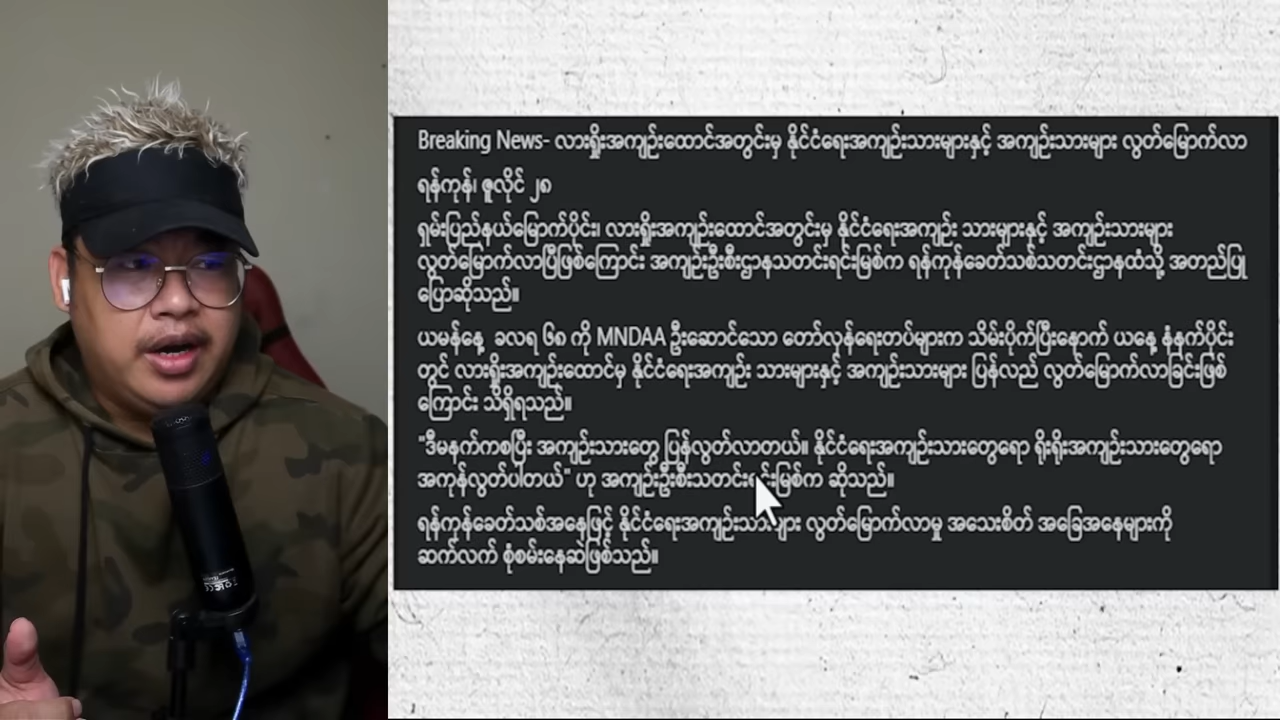 Breaking News- လားရှိုးအကျဉ်းထောင်အတွင်းမှ နိုင်ငံရေးအကျဉ်းသားများနှင့် အကျဉ်းသားများ လွတ်မြောက်လာ
ရန်ကုန်၊ ဇူလိုင် ၂၈
ရှမ်းပြည်နယ်မြောက်ပိုင်း၊ လားရှိုးအကျဉ်းထောင်အတွင်းမှ နိုင်ငံရေးအကျဉ်း သားများနှင့် အကျဉ်းသားများ
လွတ်မြောက်လာပြီဖြစ်ကြောင်း အကျဉ်းဦးစီးဌာနသတင်းရင်းမြစ်က ရန်ကုန်ခေတ်သစ်သတင်းဌာနထံသို့ အတည်ပြု
ပြောဆိုသည်။
ယမန်နေ့ ခလရ ၆၈ ကို MNDAA ဦးဆောင်သော တော်လှန်ရေးတပ်များက သိမ်းပိုက်ပြီးနောက် ယနေ့ နံနက်ပိုင်း
တွင် လားရှိုးအကျဉ်းထောင်မှ နိုင်ငံရေးအကျဉ်း သားများနှင့် အကျဉ်းသားများ ပြန်လည် လွတ်မြောက်လာခြင်းဖြစ်
ကြောင်း သိရှိရသည်။
"ဒီမနက်ကစပြီး အကျဉ်းသားတွေ ပြန်လွတ်လာတယ်။ နိုင်ငံရေးအကျဉ်းသားတွေရော ရိုးရိုးအကျဉ်းသားတွေရော
အကုန်လွတ်ပါတယ်" ဟု အကျဉ်းဦးစီးသတင်းရင်းမြစ်က ဆိုသည်။
ရန်ကုန်ခေတ်သစ်အနေဖြင့် နိုင်ငံရေးအကျဉ်းသားများ လွတ်မြောက်လာမှု အသေးစိတ် အခြေအနေများကို
ဆက်လက် စုံစမ်းနေဆဲဖြစ်သည်။